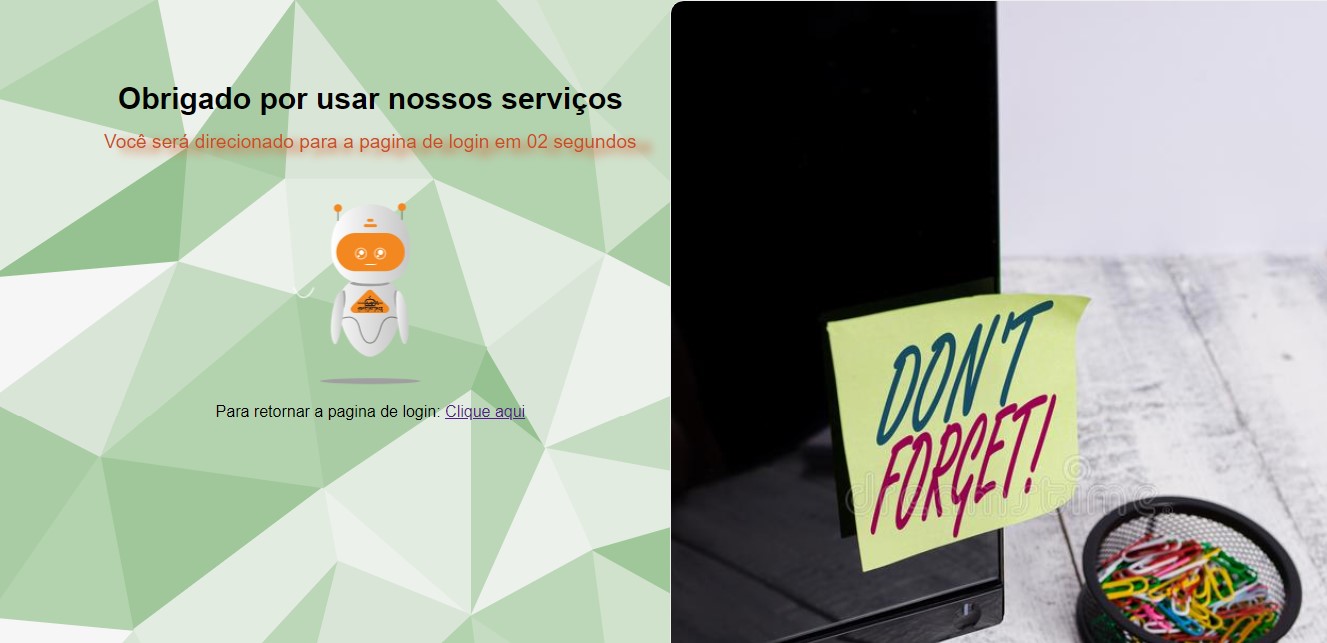 Obrigado por usar nossos serviços
Você será direcionado para a pagina de login em 02 segundos
Para retornar a pagina de login: Clique aqui
DON'T
FORGET!
dreamstime